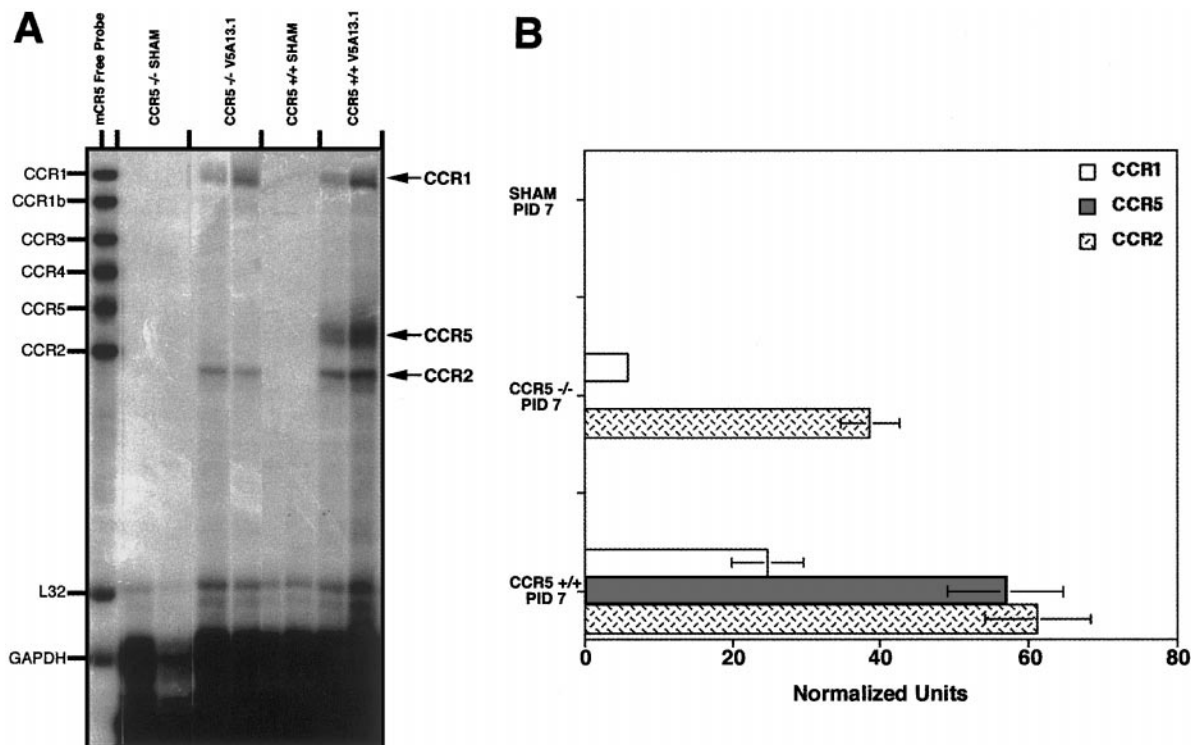 A
mCR5 Free Probe
CCR5 -/- SHAM
CCR5 -/- V5A13.1
CCR5 +/+ SHAM
CCR5 +/+ V5A13.1
CCR1
CCR1b
CCR3
CCR4
CCR5
CCR2
L32
GAPDH
CCR1
CCR5
CCR2
B
CCR1
CCR5
CCR2
SHAM
PID 7
CCR5 -/-
PID 7
CCR5 +/+
PID 7
0 20 40 60 80
Normalized Units